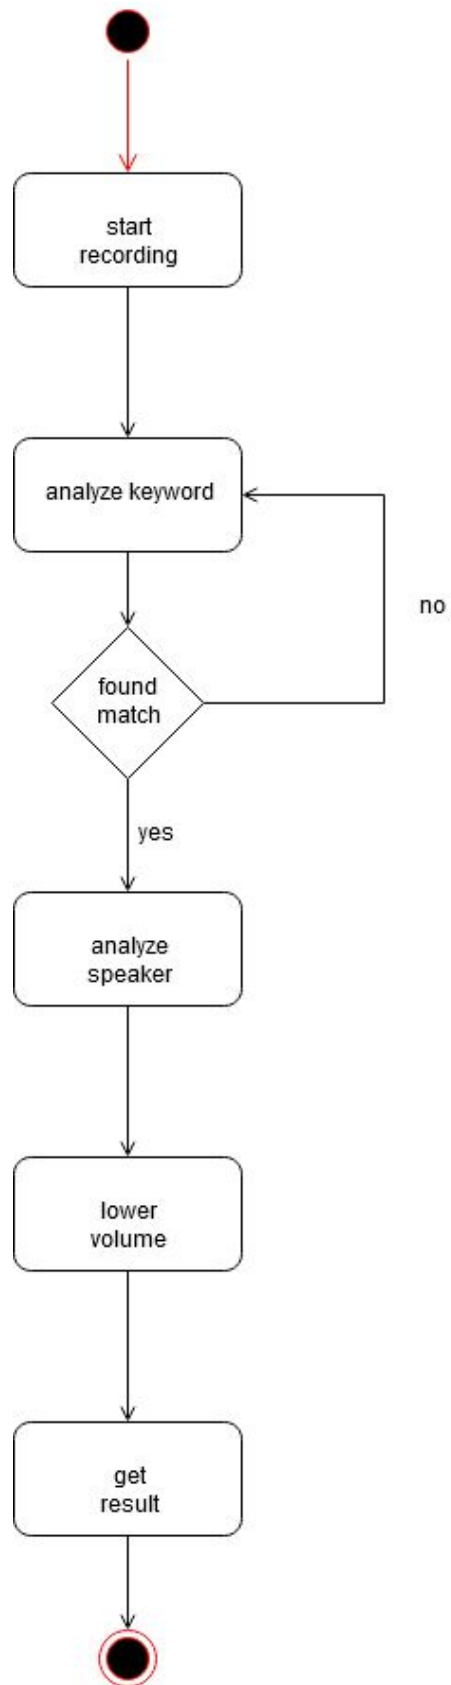 start
recording
analyze keyword
no
found
match
yes
analyze
speaker
lower
volume
get
result